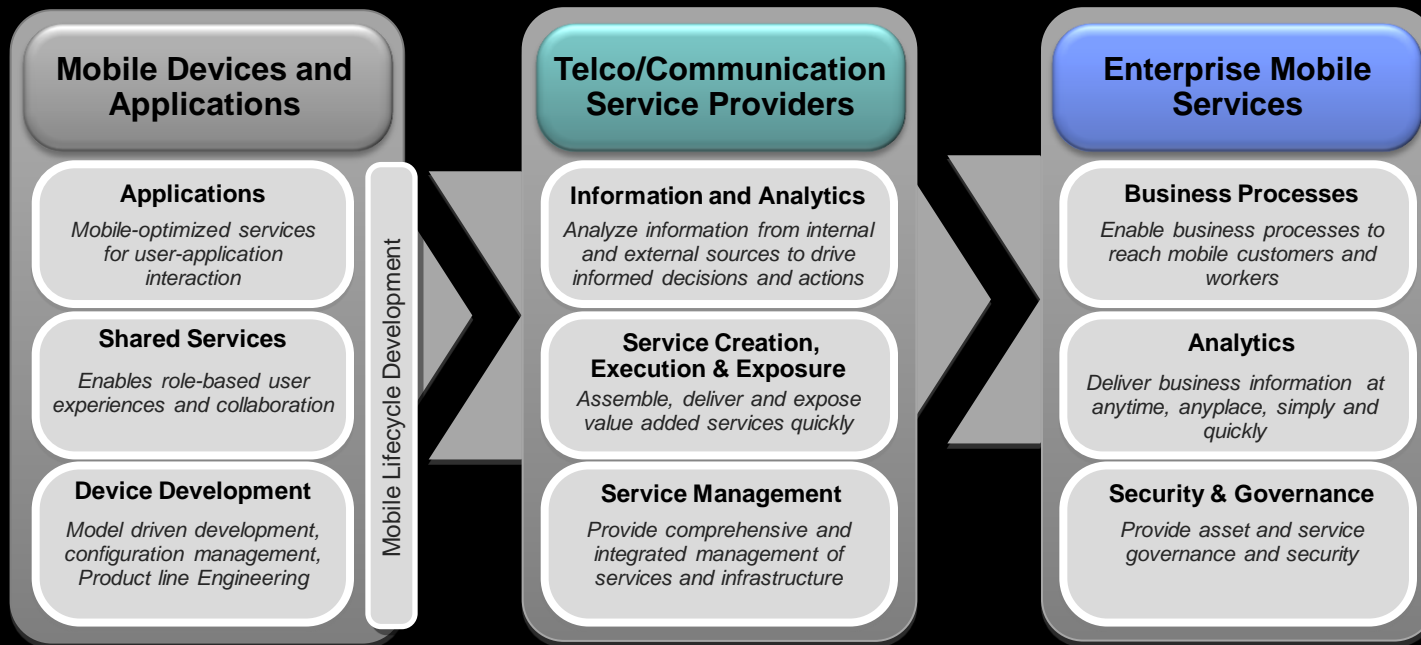 Mobile Devices and
Applications
Applications
Mobile-optimized services
for user-application
interaction
Shared Services
Enables role-based user
experiences and collaboration
Device Development
Model driven development,
configuration management,
Product line Engineering
Mobile Lifecycle Development
Telco/Communication
Service Providers
Information and Analytics
Analyze information from internal
and external sources to drive
informed decisions and actions
Service Creation,
Execution & Exposure
Assemble, deliver and expose
value added services quickly
Service Management
Provide comprehensive and
integrated management of
services and infrastructure
Enterprise Mobile
Services
Business Processes
Enable business processes to
reach mobile customers and
workers
Analytics
Deliver business information at
anytime, anyplace, simply and
quickly
Security & Governance
Provide asset and service
governance and security